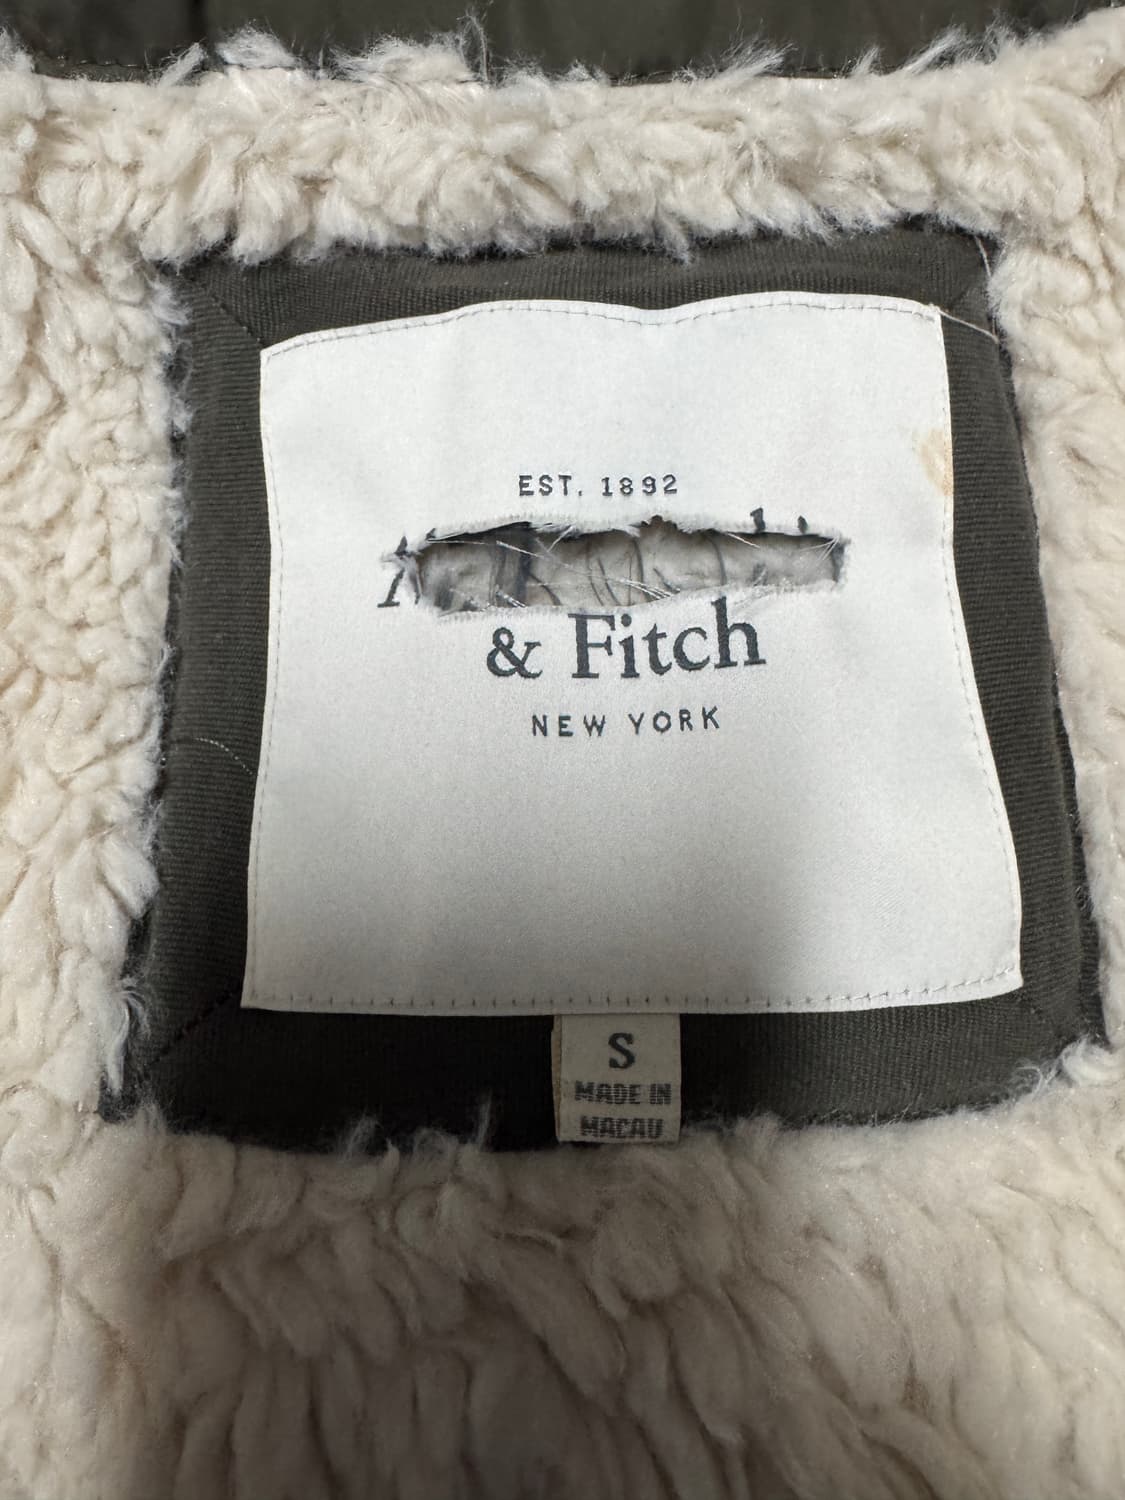 EST. 1892
& Fitch
NEW YORK
S
MADE IN
MACAU